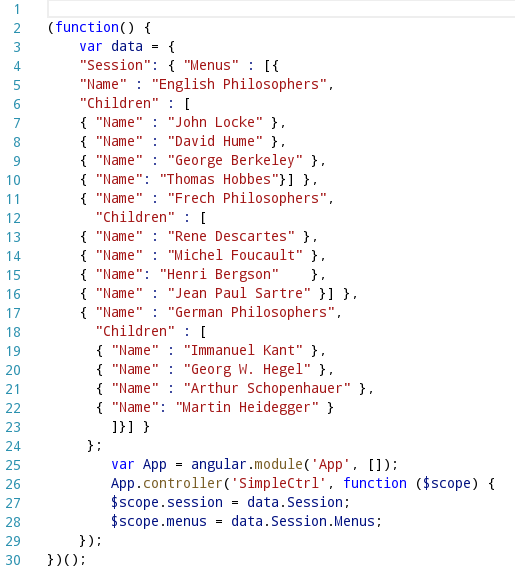 1
2 (function() {
3     var data = {
4     "Session": { "Menus" : [{
5     "Name" : "English Philosophers",
6     "Children" : [
7     { "Name" : "John Locke" },
8     { "Name" : "David Hume" },
9     { "Name" : "George Berkeley" },
10     { "Name": "Thomas Hobbes"}] },
11     { "Name" : "Frech Philosophers",
12       "Children" : [
13     { "Name" : "Rene Descartes" },
14     { "Name" : "Michel Foucault" },
15     { "Name": "Henri Bergson"    },
16     { "Name" : "Jean Paul Sartre" }] },
17     { "Name" : "German Philosophers",
18       "Children" : [
19       { "Name" : "Immanuel Kant" },
20       { "Name" : "Georg W. Hegel" },
21       { "Name" : "Arthur Schopenhauer" },
22       { "Name": "Martin Heidegger" }
23         ]}] }
24      };
25         var App = angular.module('App', []);
26         App.controller('SimpleCtrl', function ($scope) {
27         $scope.session = data.Session;
28         $scope.menus = data.Session.Menus;
29     });
30 })();